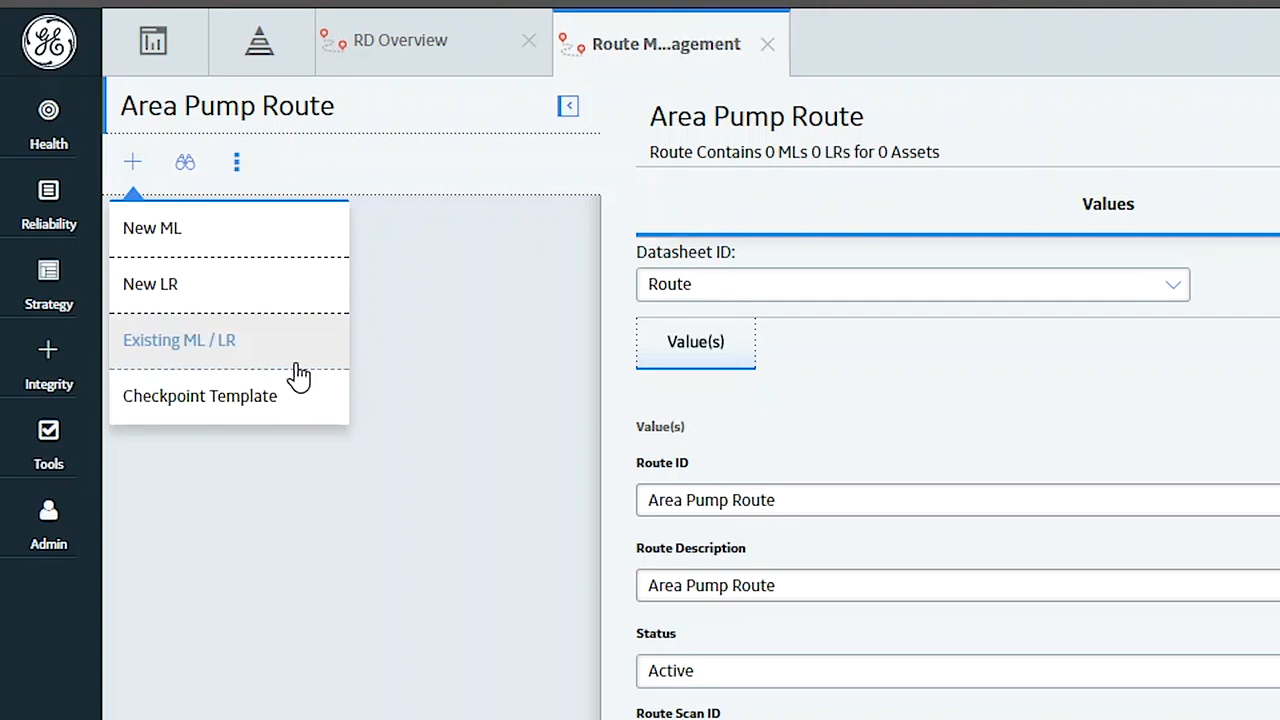 RD Overview
Route M...agement
Health
Reliability
Strategy
Integrity
Tools
Admin
Area Pump Route
New ML
New LR
Existing ML / LR
Checkpoint Template
Area Pump Route
Route Contains 0 MLs 0 LRs for 0 Assets
Values
Datasheet ID:
Route
Value(s)
Value(s)
Route ID
Area Pump Route
Route Description
Area Pump Route
Status
Active
Route Scan ID